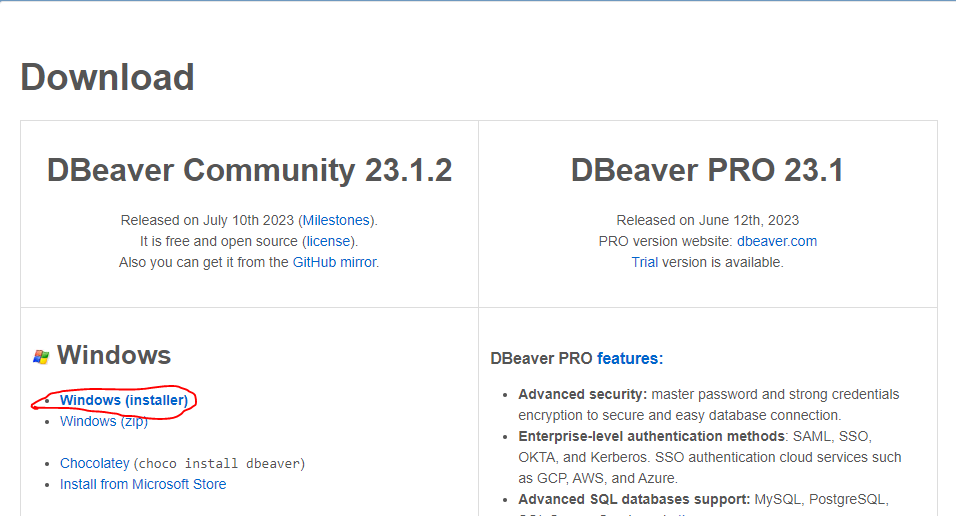 Download
DBeaver Community 23.1.2
Released on July 10th 2023 (Milestones).
It is free and open source (license).
Also you can get it from the GitHub mirror.
DBeaver PRO 23.1
Released on June 12th, 2023
PRO version website: dbeaver.com
Trial version is available.
Windows
Windows (installer)
Windows (zip)
Chocolatey (choco install dbeaver)
Install from Microsoft Store
DBeaver PRO features:
Advanced security: master password and strong credentials
encryption to secure and easy database connection.
Enterprise-level authentication methods: SAML, SSO,
OKTA, and Kerberos. SSO authentication cloud services such
as GCP, AWS, and Azure.
Advanced SQL databases support: MySQL, PostgreSQL,